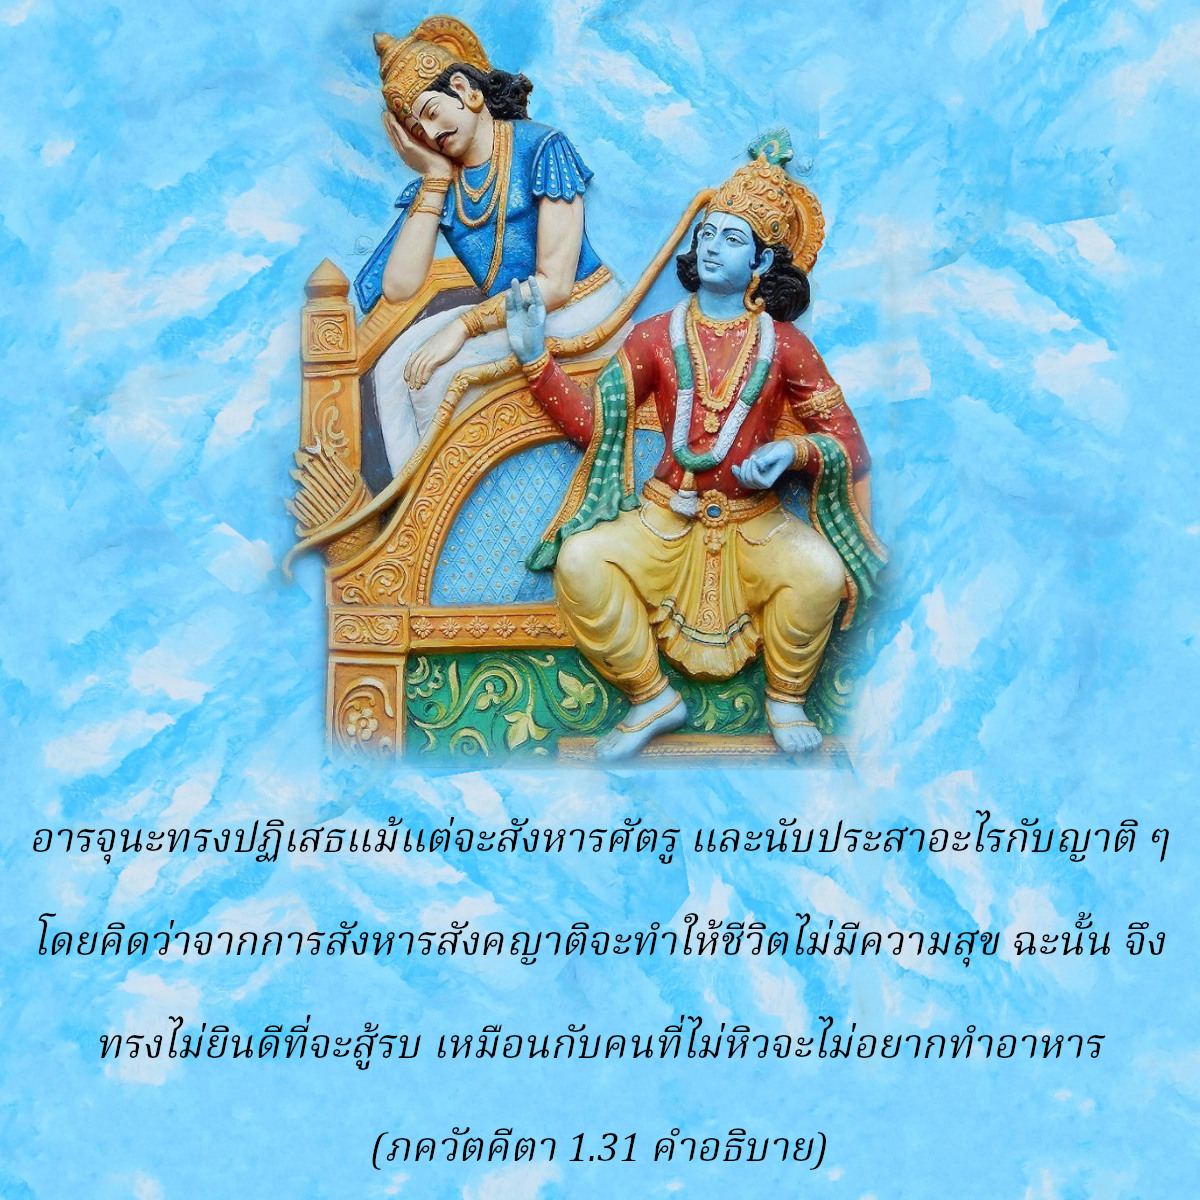 อารจุนะทรงปฏิเสธแม้แต่จะสังหารศัตรู และนับประสาอะไรกับญาติ ๆ
โดยคิดว่าจากการสังหารสังคญาติจะทำให้ชีวิตไม่มีความสุข ฉะนั้น จึง
ทรงไม่ยินดีที่จะสู้รบ เหมือนกับคนที่ไม่หิวจะไม่อยากทำอาหาร
(ภควัตคีตา 1.31 คำอธิบาย)